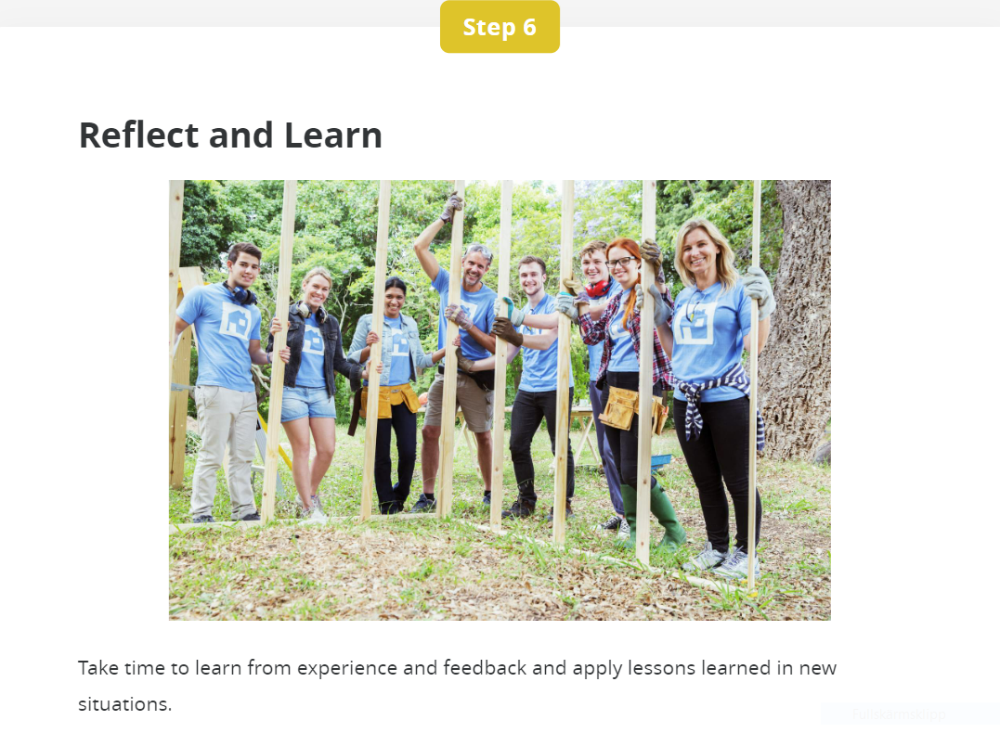 Step 6
Reflect and Learn
Take time to learn from experience and feedback and apply lessons learned in new
situations.
Fullskärmsklipp